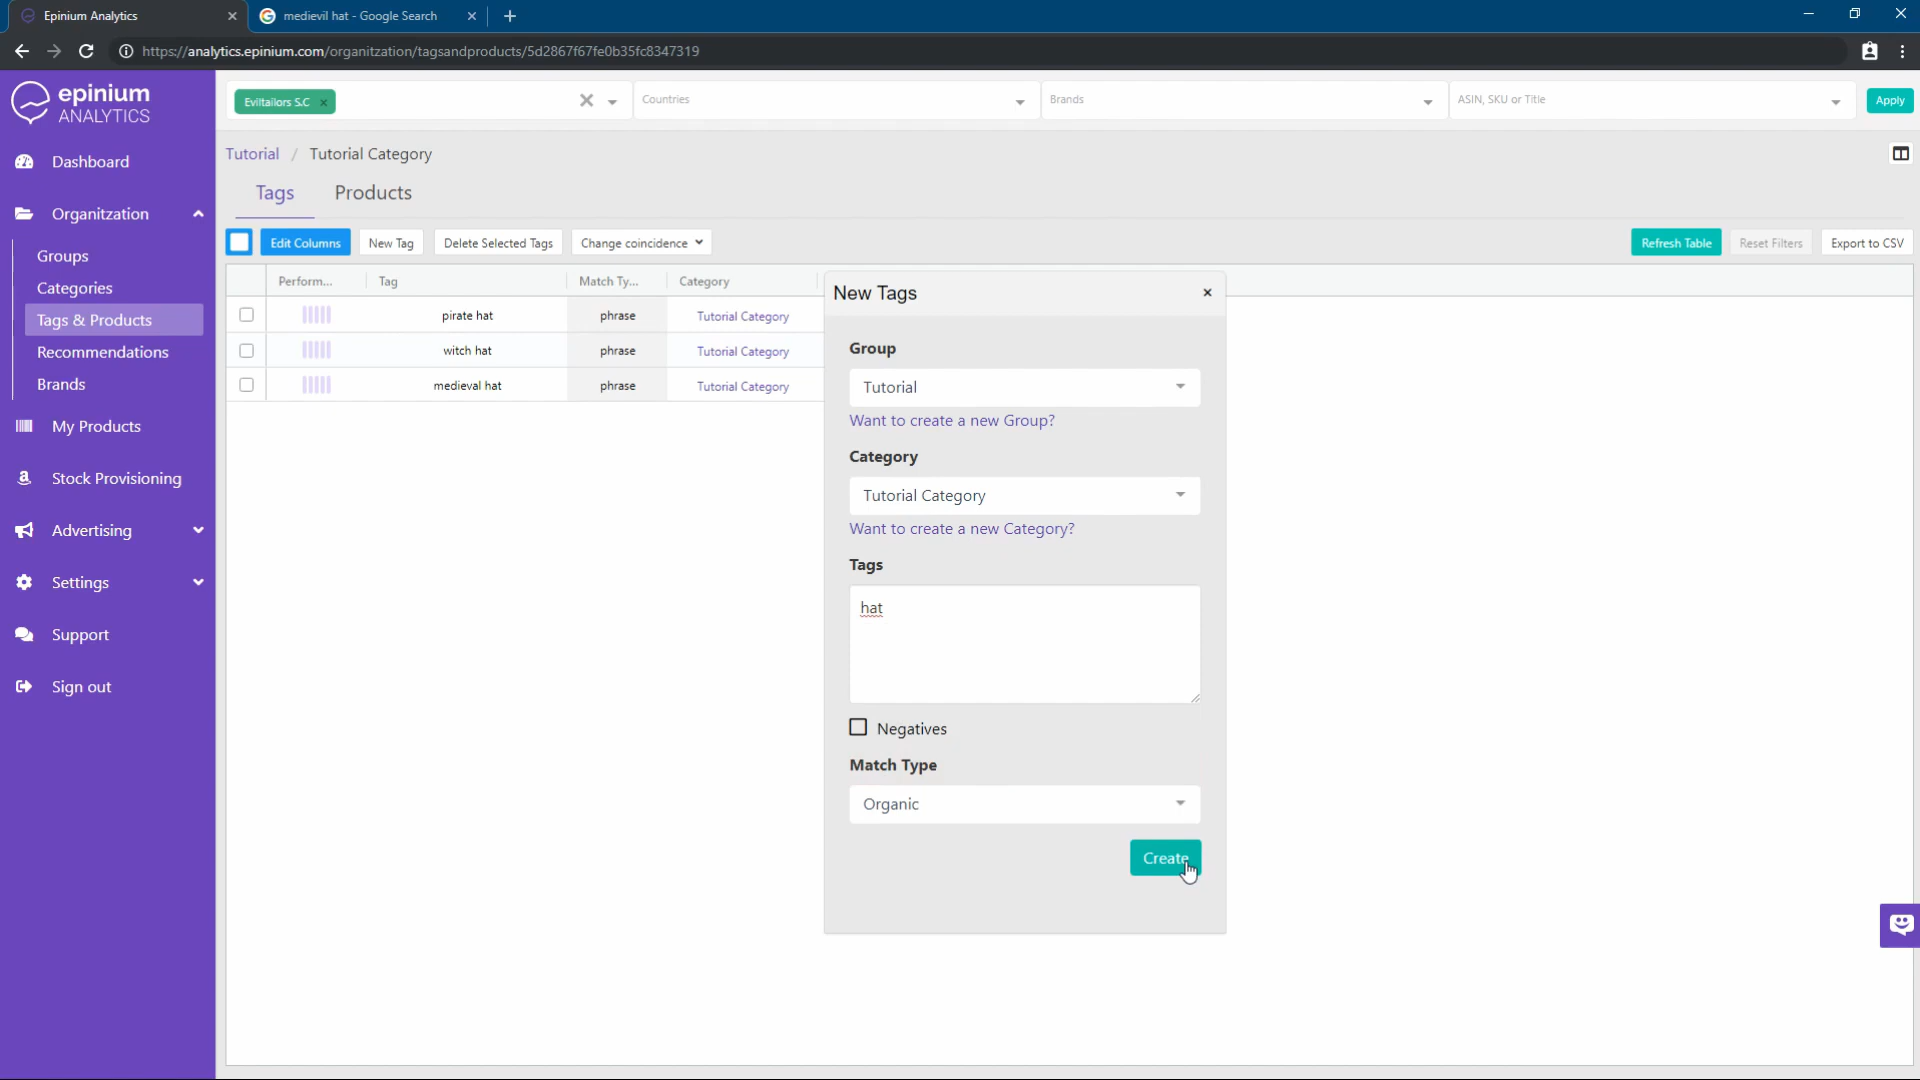 Epinium Analytics
medievil hat - Google Search
https://analytics.epinium.com/organitzation/tagsandproducts/5d2867f67fe0b35fc8347319
epinium
ANALYTICS
Dashboard
Organitzation
Groups
Categories
Tags & Products
Recommendations
Brands
My Products
Stock Provisioning
Advertising
Settings
Support
Sign out
Eviltailors S.C ×
Countries
Brands
ASIN, SKU or Title
Apply
Tutorial / Tutorial Category
Tags Products
Edit Columns New Tag Delete Selected Tags Change coincidence
Refresh Table Reset Filters Export to CSV
Perform... Tag Match Ty... Category
pirate hat phrase Tutorial Category
witch hat phrase Tutorial Category
medieval hat phrase Tutorial Category
New Tags ×
Group
Tutorial
Want to create a new Group?
Category
Tutorial Category
Want to create a new Category?
Tags
hat
Negatives
Match Type
Organic
Create